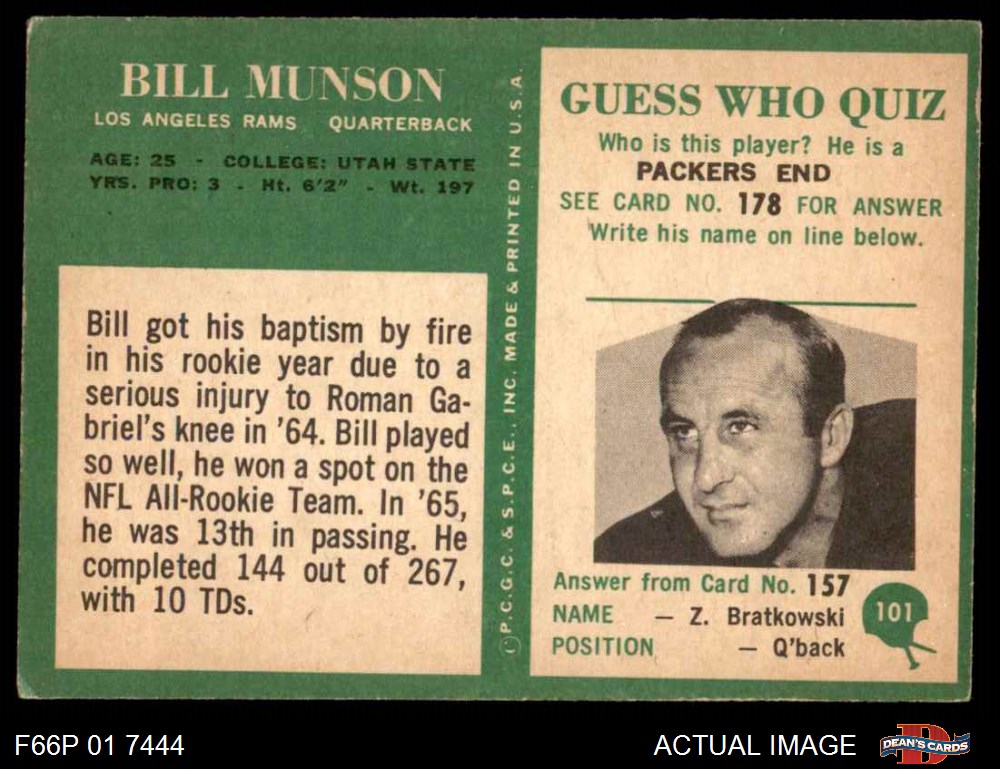 BILL MUNSON
LOS ANGELES RAMS QUARTERBACK
AGE: 25 - COLLEGE: UTAH STATE
YRS. PRO: 3 - Ht. 6'2" - Wt. 197
Bill got his baptism by fire
in his rookie year due to a
serious injury to Roman Ga-
briel's knee in '64. Bill played
so well, he won a spot on the
NFL All-Rookie Team. In '65,
he was 13th in passing. He
completed 144 out of 267,
with 10 TDs.
© P.C.G.C. & S.P.C.E., INC. MADE & PRINTED IN U.S.A.
GUESS WHO QUIZ
Who is this player? He is a
PACKERS END
SEE CARD NO. 178 FOR ANSWER
Write his name on line below.
Answer from Card No. 157
NAME — Z. Bratkowski
POSITION — Q'back
101
F66P 01 7444
ACTUAL IMAGE
DEAN'S CARDS